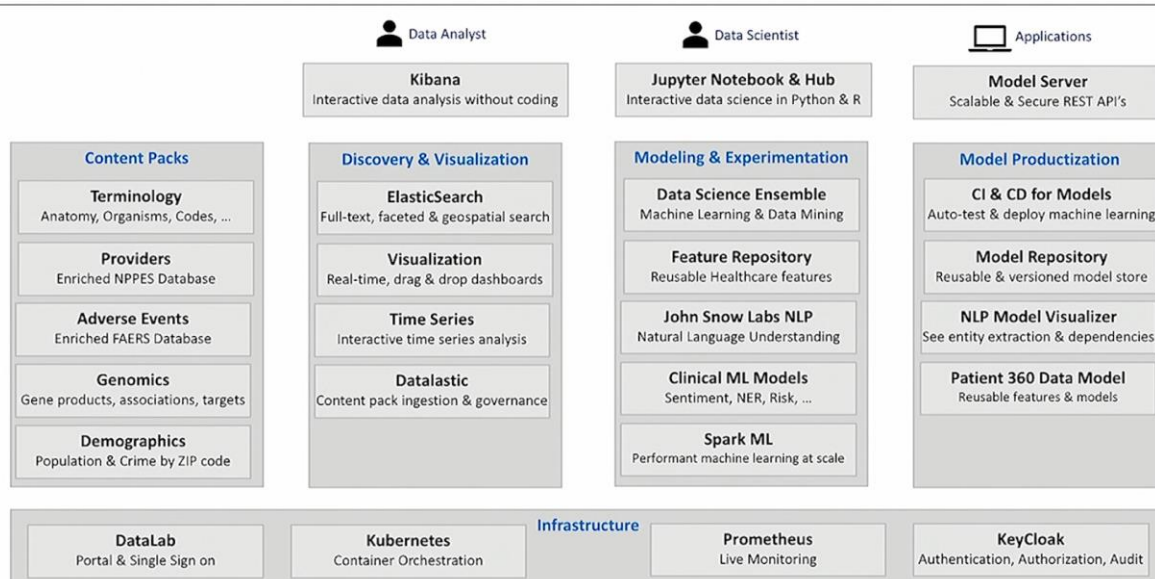 Data Analyst
Data Scientist
Applications
Kibana
Interactive data analysis without coding
Jupyter Notebook & Hub
Interactive data science in Python & R
Model Server
Scalable & Secure REST API's
Content Packs
Terminology
Anatomy, Organisms, Codes, ...
Providers
Enriched NPPES Database
Adverse Events
Enriched FAERS Database
Genomics
Gene products, associations, targets
Demographics
Population & Crime by ZIP code
Discovery & Visualization
ElasticSearch
Full-text, faceted & geospatial search
Visualization
Real-time, drag & drop dashboards
Time Series
Interactive time series analysis
Datalastic
Content pack ingestion & governance
Modeling & Experimentation
Data Science Ensemble
Machine Learning & Data Mining
Feature Repository
Reusable Healthcare features
John Snow Labs NLP
Natural Language Understanding
Clinical ML Models
Sentiment, NER, Risk, ...
Spark ML
Performant machine learning at scale
Model Productization
CI & CD for Models
Auto-test & deploy machine learning
Model Repository
Reusable & versioned model store
NLP Model Visualizer
See entity extraction & dependencies
Patient 360 Data Model
Reusable features & models
Infrastructure
DataLab
Portal & Single Sign on
Kubernetes
Container Orchestration
Prometheus
Live Monitoring
KeyCloak
Authentication, Authorization, Audit